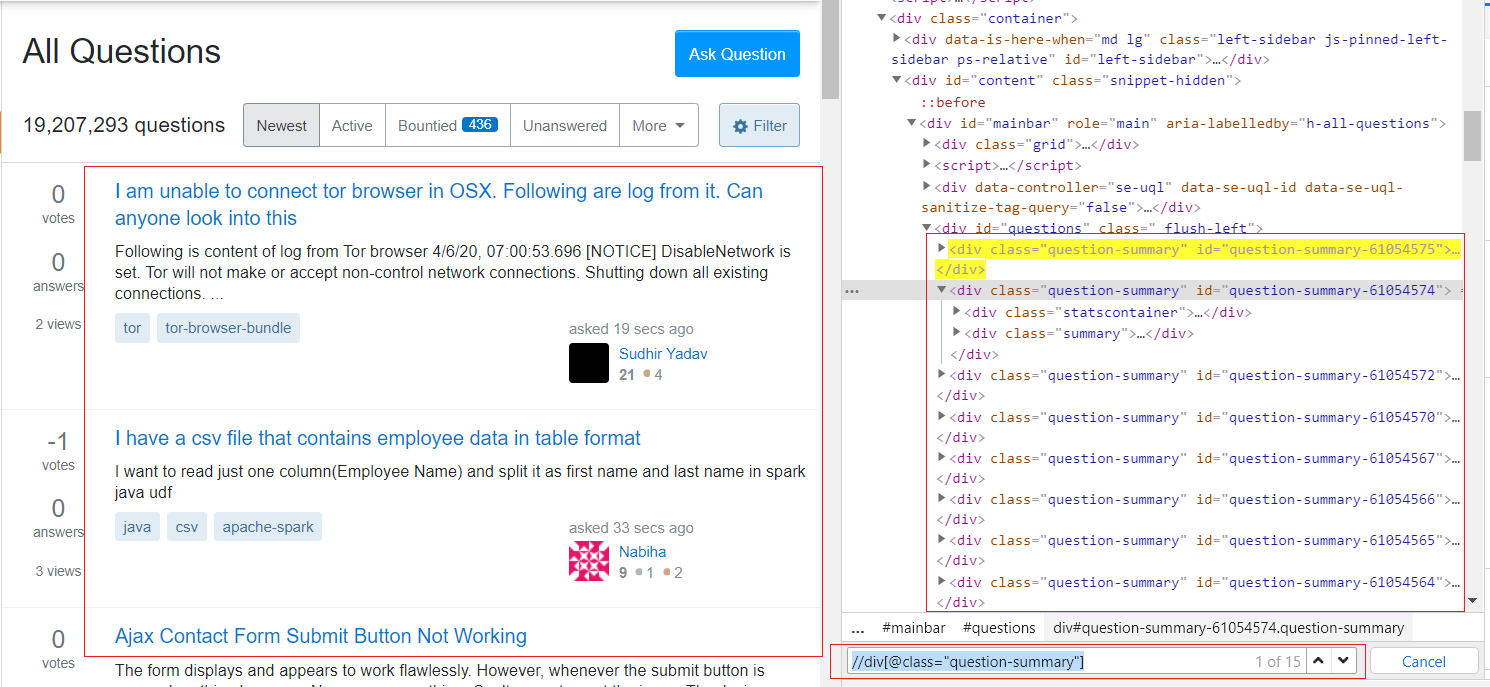 All Questions
Ask Question
19,207,293 questions
Newest
Active
Bountied 436
Unanswered
More
Filter
0
votes
0
answers
2 views
I am unable to connect tor browser in OSX. Following are log from it. Can
anyone look into this
Following is content of log from Tor browser 4/6/20, 07:00:53.696 [NOTICE] DisableNetwork is
set. Tor will not make or accept non-control network connections. Shutting down all existing
connections. ...
tor
tor-browser-bundle
asked 19 secs ago
Sudhir Yadav
21 4
-1
votes
0
answers
3 views
I have a csv file that contains employee data in table format
I want to read just one column(Employee Name) and split it as first name and last name in spark
java udf
java
csv
apache-spark
asked 33 secs ago
Nabiha
9 1 2
0
votes
Ajax Contact Form Submit Button Not Working
The form displays and appears to work flawlessly. However, whenever the submit button is
<div class="container">
<div data-is-here-when="md lg" class="left-sidebar js-pinned-left-
sidebar ps-relative" id="left-sidebar">…</div>
<div id="content" class="snippet-hidden">
::before
<div id="mainbar" role="main" aria-labelledby="h-all-questions">
<div class="grid">…</div>
<script>…</script>
<div data-controller="se-uql" data-se-uql-id data-se-uql-
sanitize-tag-query="false">…</div>
<div id="questions" class=" flush-left">
<div class="question-summary" id="question-summary-61054575">…
</div>
<div class="question-summary" id="question-summary-61054574">
<div class="statscontainer">…</div>
<div class="summary">…</div>
</div>
<div class="question-summary" id="question-summary-61054572">…
</div>
<div class="question-summary" id="question-summary-61054570">…
</div>
<div class="question-summary" id="question-summary-61054567">…
</div>
<div class="question-summary" id="question-summary-61054566">…
</div>
<div class="question-summary" id="question-summary-61054565">…
</div>
<div class="question-summary" id="question-summary-61054564">…
</div>
... #mainbar #questions div#question-summary-61054574.question-summary
//div[@class="question-summary"] 1 of 15 Cancel